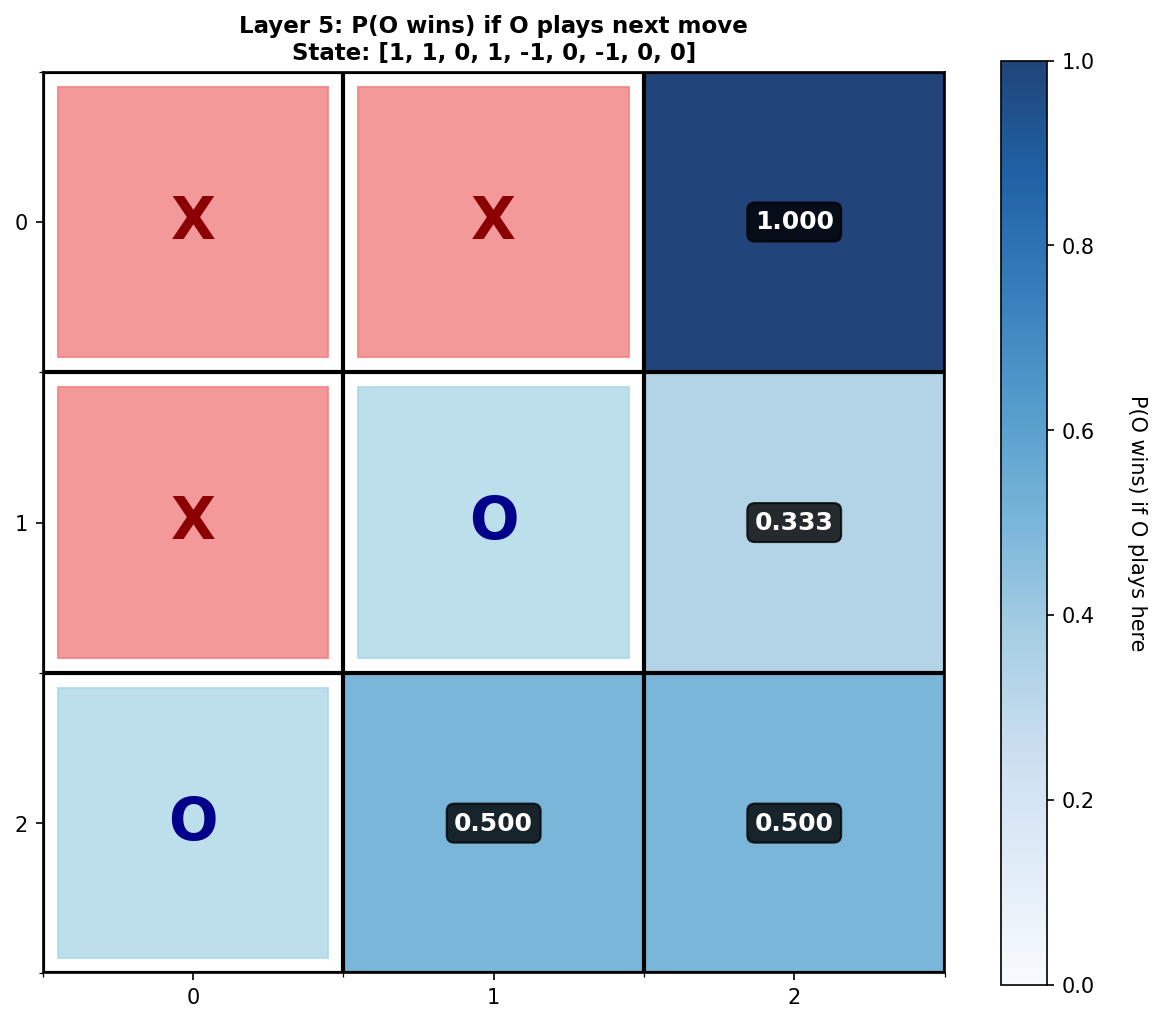 Layer 5: P(O wins) if O plays next move
State: [1, 1, 0, 1, -1, 0, -1, 0, 0]
0
X
X
1.000
1
X
O
0.333
2
O
0.500
0.500
0
1
2
1.0
0.8
0.6
0.4
0.2
0.0
P(O wins) if O plays here